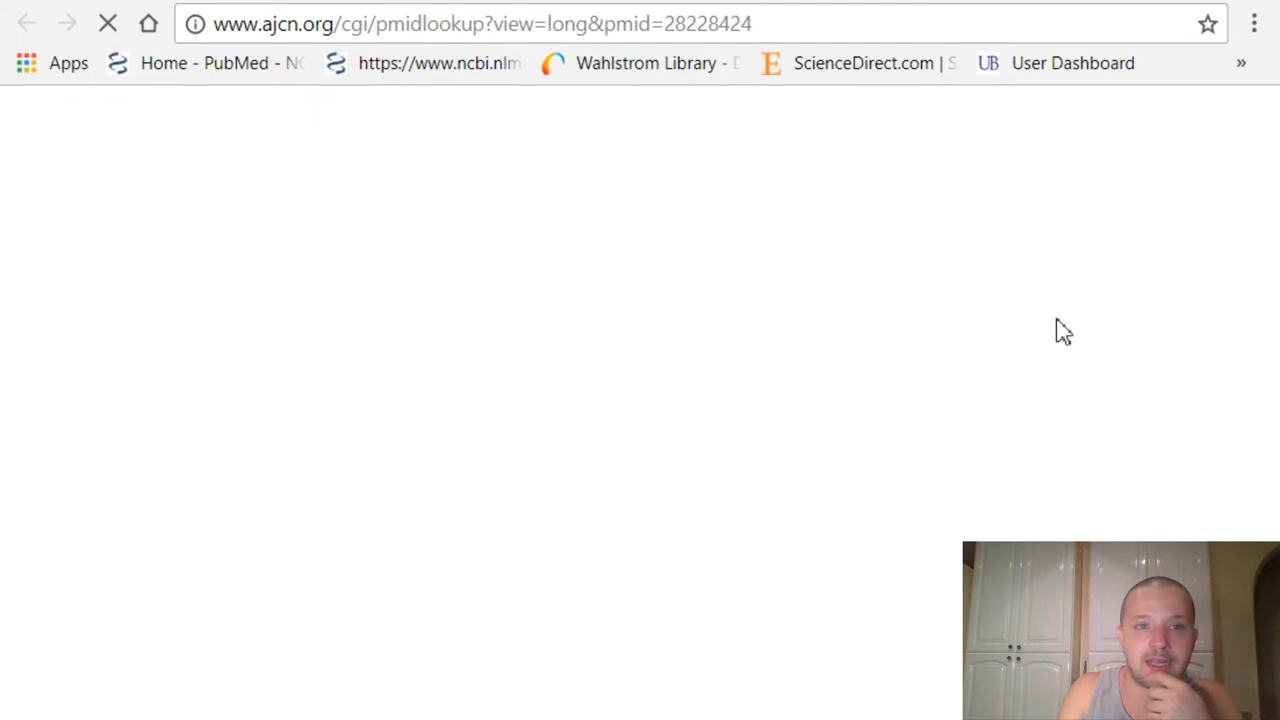 www.ajcn.org/cgi/pmidlookup?view=long&pmid=28228424
Apps Home - PubMed - NC https://www.ncbi.nlm Wahlstrom Library - D E ScienceDirect.com | S UB User Dashboard »